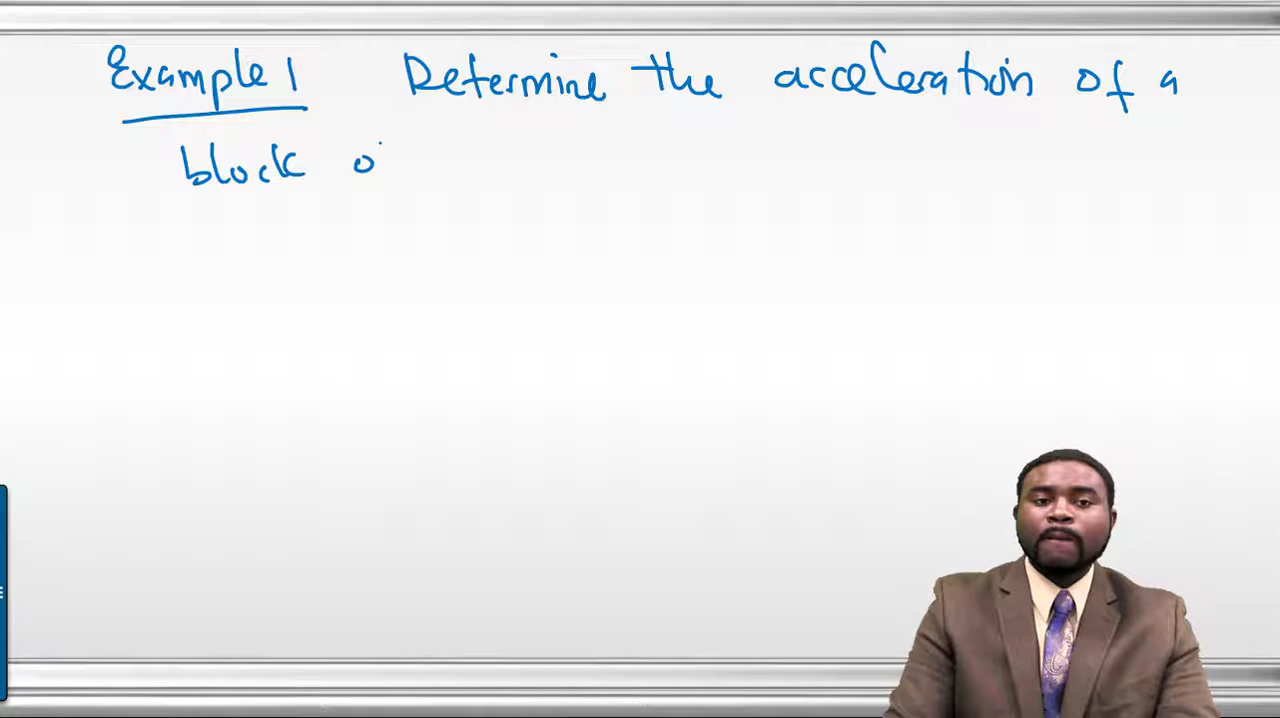 Example 1 Determine the acceleration of a
block o